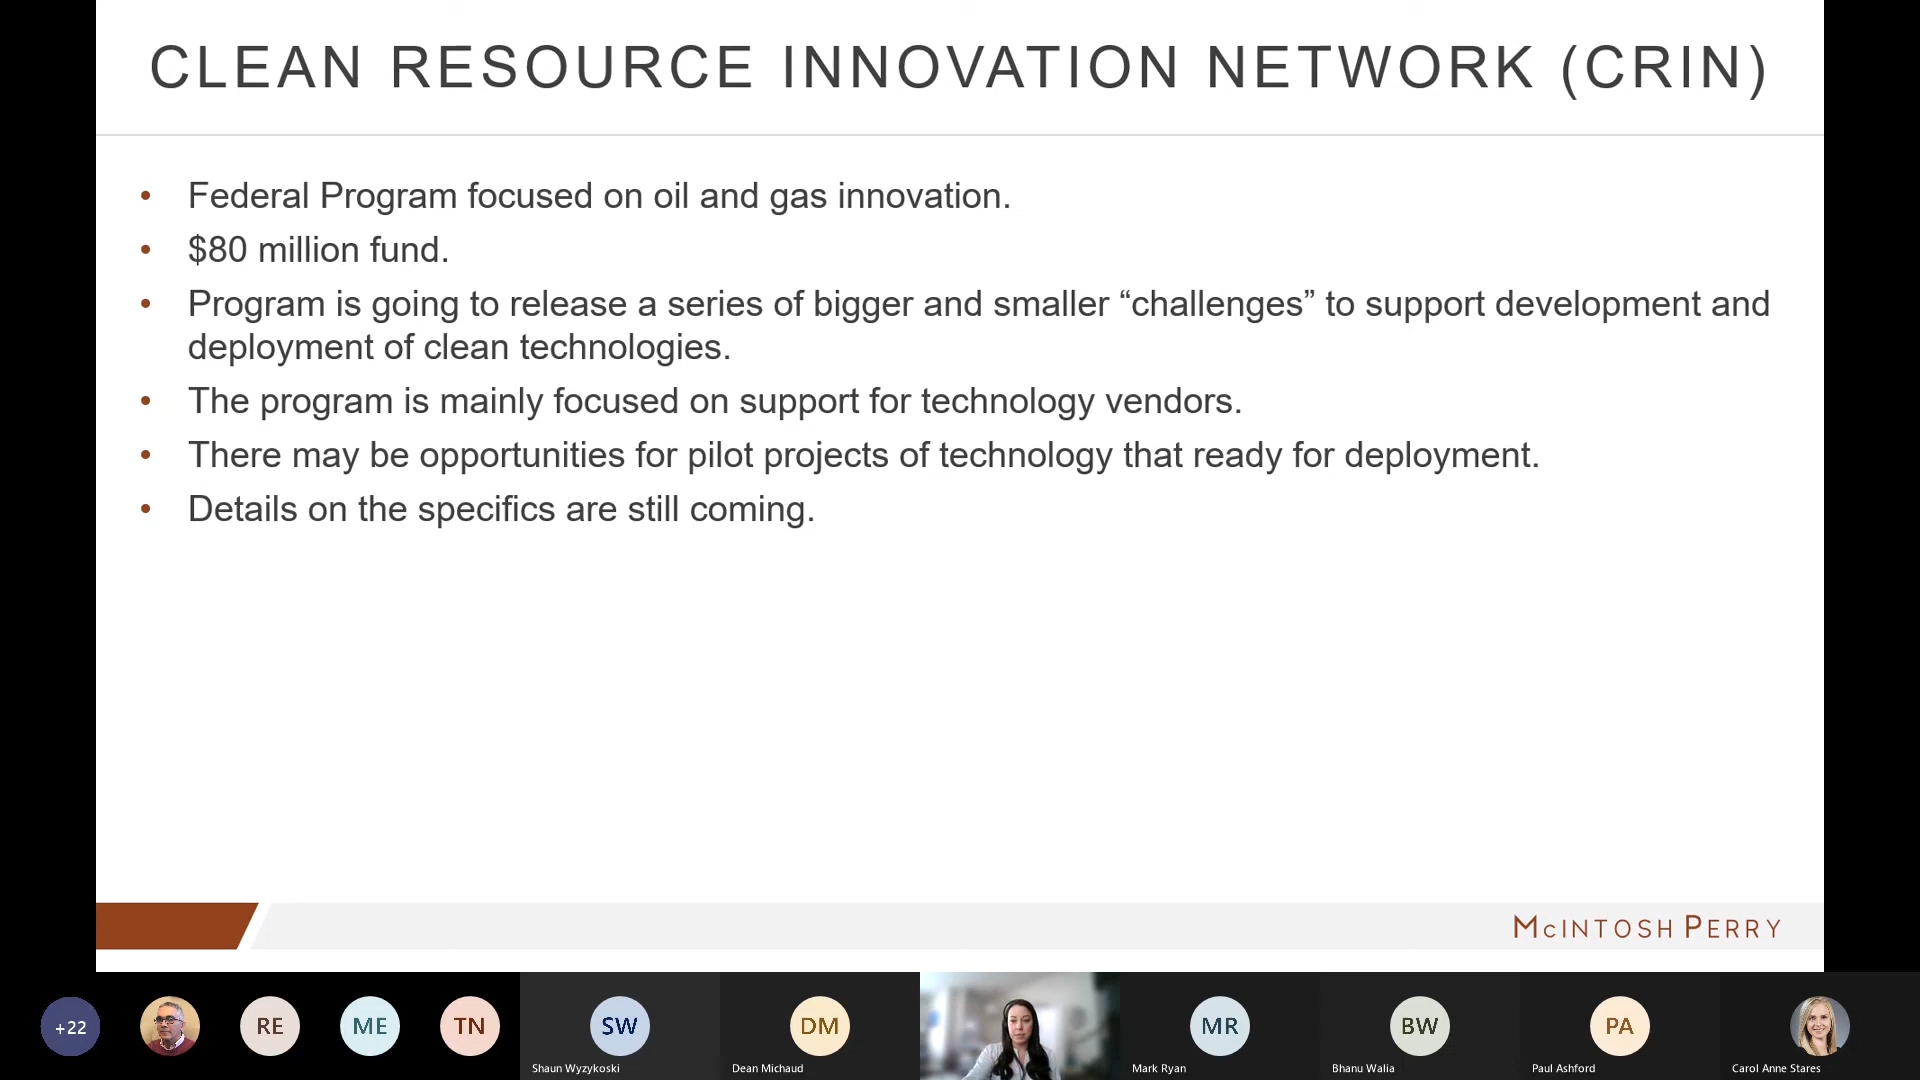 CLEAN RESOURCE INNOVATION NETWORK (CRIN)
• Federal Program focused on oil and gas innovation.
• $80 million fund.
• Program is going to release a series of bigger and smaller “challenges” to support development and
deployment of clean technologies.
• The program is mainly focused on support for technology vendors.
• There may be opportunities for pilot projects of technology that ready for deployment.
• Details on the specifics are still coming.
McINTOSH PERRY
+22
RE
ME
TN
SW
DM
MR
BW
PA
Shaun Wyzykoski
Dean Michaud
Mark Ryan
Bhanu Walia
Paul Ashford
Carol Anne Stares